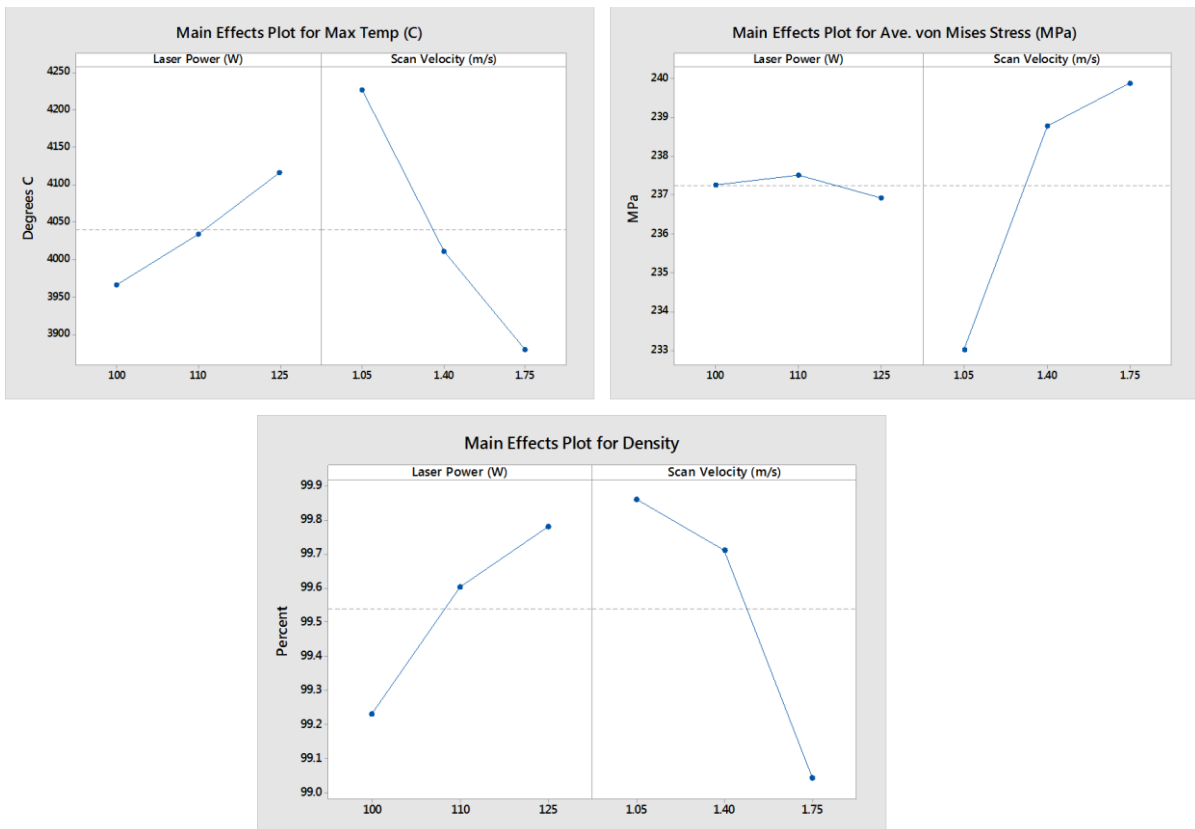 Main Effects Plot for Max Temp (C)
Laser Power (W) Scan Velocity (m/s)
4250
4200
4150
4100
4050
4000
3950
3900
Degrees C
100 110 125 1.05 1.40 1.75
Main Effects Plot for Ave. von Mises Stress (MPa)
Laser Power (W) Scan Velocity (m/s)
240
239
238
237
236
235
234
233
MPa
100 110 125 1.05 1.40 1.75
Main Effects Plot for Density
Laser Power (W) Scan Velocity (m/s)
99.9
99.8
99.7
99.6
99.5
99.4
99.3
99.2
99.1
99.0
Percent
100 110 125 1.05 1.40 1.75